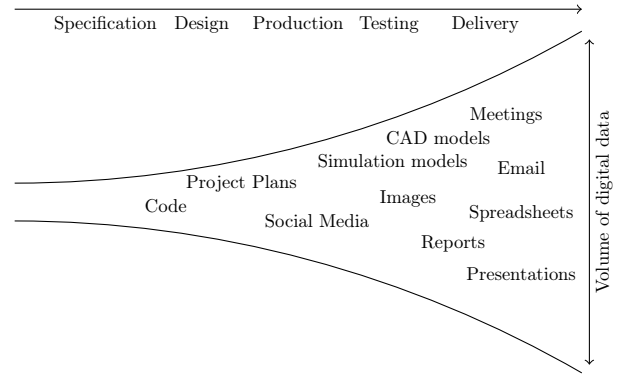 Specification Design Production Testing Delivery
Meetings
CAD models
Simulation models
Email
Project Plans
Images
Code
Spreadsheets
Social Media
Reports
Presentations
Volume of digital data